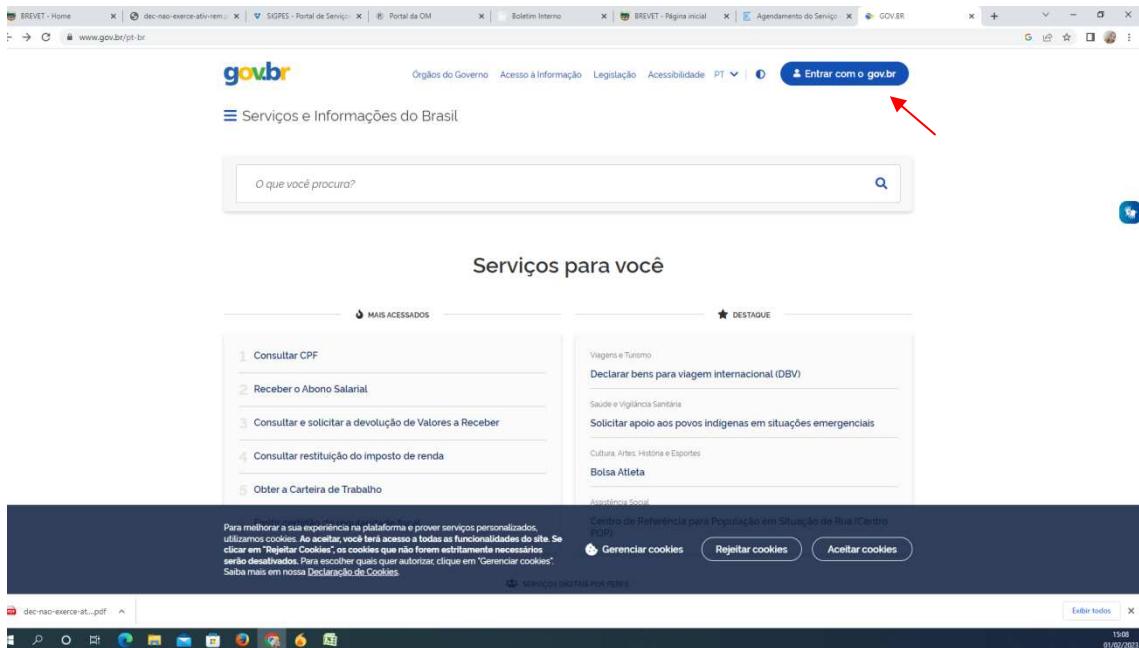 BREVET - Home
dec-nao-exerce-ativ-rem
SIGPES - Portal de Serviço
Portal da OM
Boletim Interno
BREVET - Página inicial
Agendamento do Serviço
GOV.BR
www.gov.br/pt-br
gov.br
Órgãos do Governo Acesso à Informação Legislação Acessibilidade PT
Entrar com o gov.br
Serviços e Informações do Brasil
O que você procura?
Serviços para você
MAIS ACESSADOS
1 Consultar CPF
2 Receber o Abono Salarial
3 Consultar e solicitar a devolução de Valores a Receber
4 Consultar restituição do imposto de renda
5 Obter a Carteira de Trabalho
DESTAQUE
Viagens e Turismo
Declarar bens para viagem internacional (DBV)
Saúde e Vigilância Sanitária
Solicitar apoio aos povos indígenas em situações emergenciais
Cultura, Artes, História e Esportes
Bolsa Atleta
Assistência Social
Centro de Referência para População em Situação de Rua (Centro
POP)
Para melhorar a sua experiência na plataforma e prover serviços personalizados,
utilizamos cookies. Ao aceitar, você terá acesso a todas as funcionalidades do site. Se
clicar em "Rejeitar Cookies", os cookies que não forem estritamente necessários
serão desativados. Para escolher quais quer autorizar, clique em "Gerenciar cookies".
Saiba mais em nossa Declaração de Cookies.
Gerenciar cookies
Rejeitar cookies
Aceitar cookies
SERVIÇOS DIGITAIS POR PERFIL
dec-nao-exerce-at....pdf
Exibir todos
15:08
01/02/2023